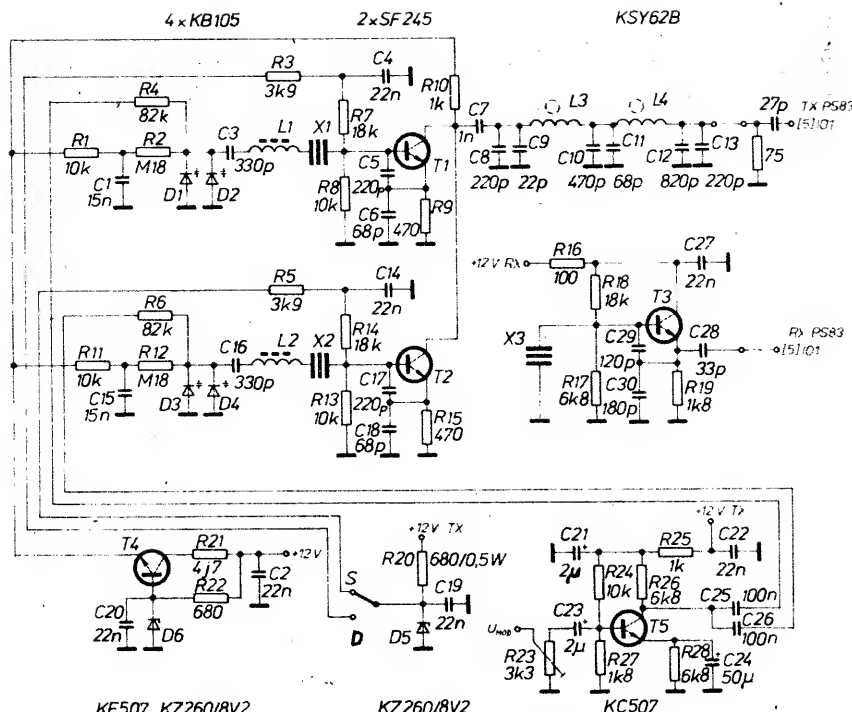 4xKB105 2xSF245 KSY62B
R3 3k9
C4 22n
R4 82k
R10 1k
C7 1n
L3
L4
27p
TX PS83 [5] I01
R1 10k
R2 M18
C3 330p
L1
X1
R7 18k
T1
C8 220p
C9 22p
C10 470p
C11 68p
C12 820p
C13 220p
75
C1 15n
D1
D2
R8 10k
C5 220p
C6 68p
R9 470
R5 3k9
C14 22n
+12V RX
R16 100
R18 18k
C27 22n
T3
R6 82k
R14 18k
X3
C29 120p
C28 33p
RX PS83 [5] I01
R11 10k
R12 M18
C16 330p
L2
X2
T2
R17 6k8
C30 180p
R19 1k8
C15 15n
D3
D4
R13 10k
C17 220p
C18 68p
R15 470
T4
R21 4j7
+12V
R22 680
C2 22n
C20 22n
D6
+12V TX
R20 680/0,5W
S
D
C19 22n
D5
+12V TX
C21 2μ
R25 1k
C22 22n
R24 10k
R26 6k8
C25 100n
C26 100n
C23 2μ
T5
Uмод
R23 3k3
R27 1k8
R28 6k8
C24 50μ
KF507 KZ260/8V2 KZ260/8V2 KC507